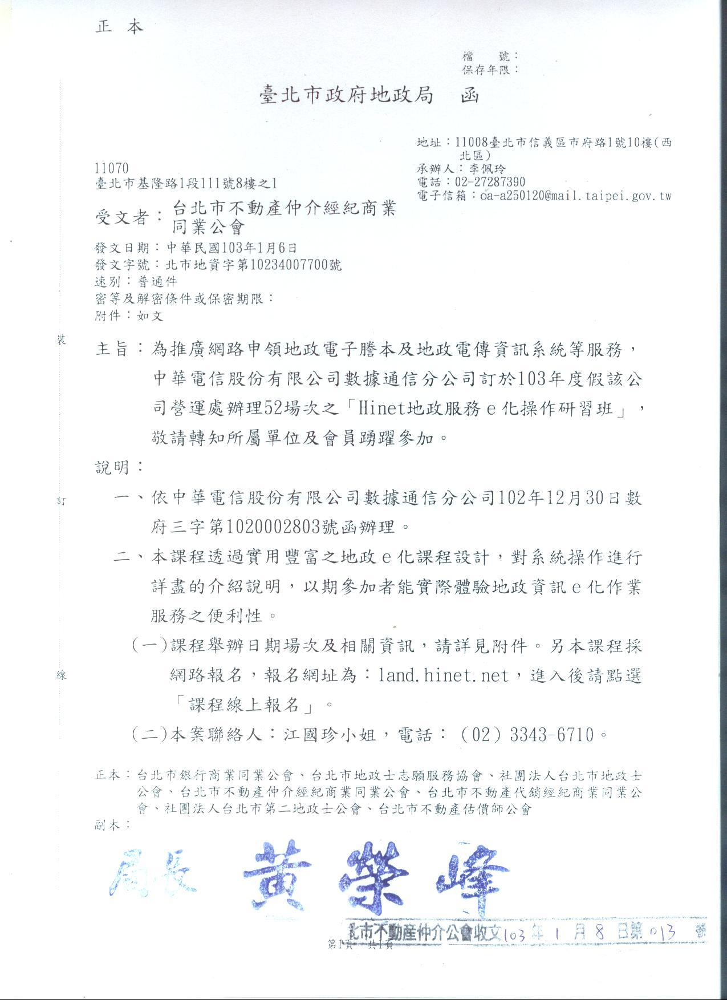 正 本
檔 號：
保存年限：
臺北市政府地政局 函
地址：11008臺北市信義區市府路1號10樓(西
北區)
承辦人：李佩玲
電話：02-27287390
電子信箱：oa-a250120@mail.taipei.gov.tw
11070
臺北市基隆路1段111號8樓之1
受文者：台北市不動產仲介經紀商業
同業公會
發文日期：中華民國103年1月6日
發文字號：北市地資字第10234007700號
速別：普通件
密等及解密條件或保密期限：
附件：如文
主旨：為推廣網路申領地政電子謄本及地政電傳資訊系統等服務，
中華電信股份有限公司數據通信分公司訂於103年度假該公
司營運處辦理52場次之「Hinet地政服務e化操作研習班」，
敬請轉知所屬單位及會員踴躍參加。
說明：
一、依中華電信股份有限公司數據通信分公司102年12月30日數
府三字第1020002803號函辦理。
二、本課程透過實用豐富之地政e化課程設計，對系統操作進行
詳盡的介紹說明，以期參加者能實際體驗地政資訊e化作業
服務之便利性。
(一)課程舉辦日期場次及相關資訊，請詳見附件。另本課程採
網路報名，報名網址為：land.hinet.net，進入後請點選
「課程線上報名」。
(二)本案聯絡人：江國珍小姐，電話：（02）3343-6710。
正本：台北市銀行商業同業公會、台北市地政士志願服務協會、社團法人台北市地政士
公會、台北市不動產仲介經紀商業同業公會、台北市不動產代銷經紀商業同業公
會、社團法人台北市第二地政士公會、台北市不動產估價師公會
副本：
局長 黃榮峰
北市不動產仲介公會收文103年1月8日第013號
第1頁 共1頁
裝
訂
線